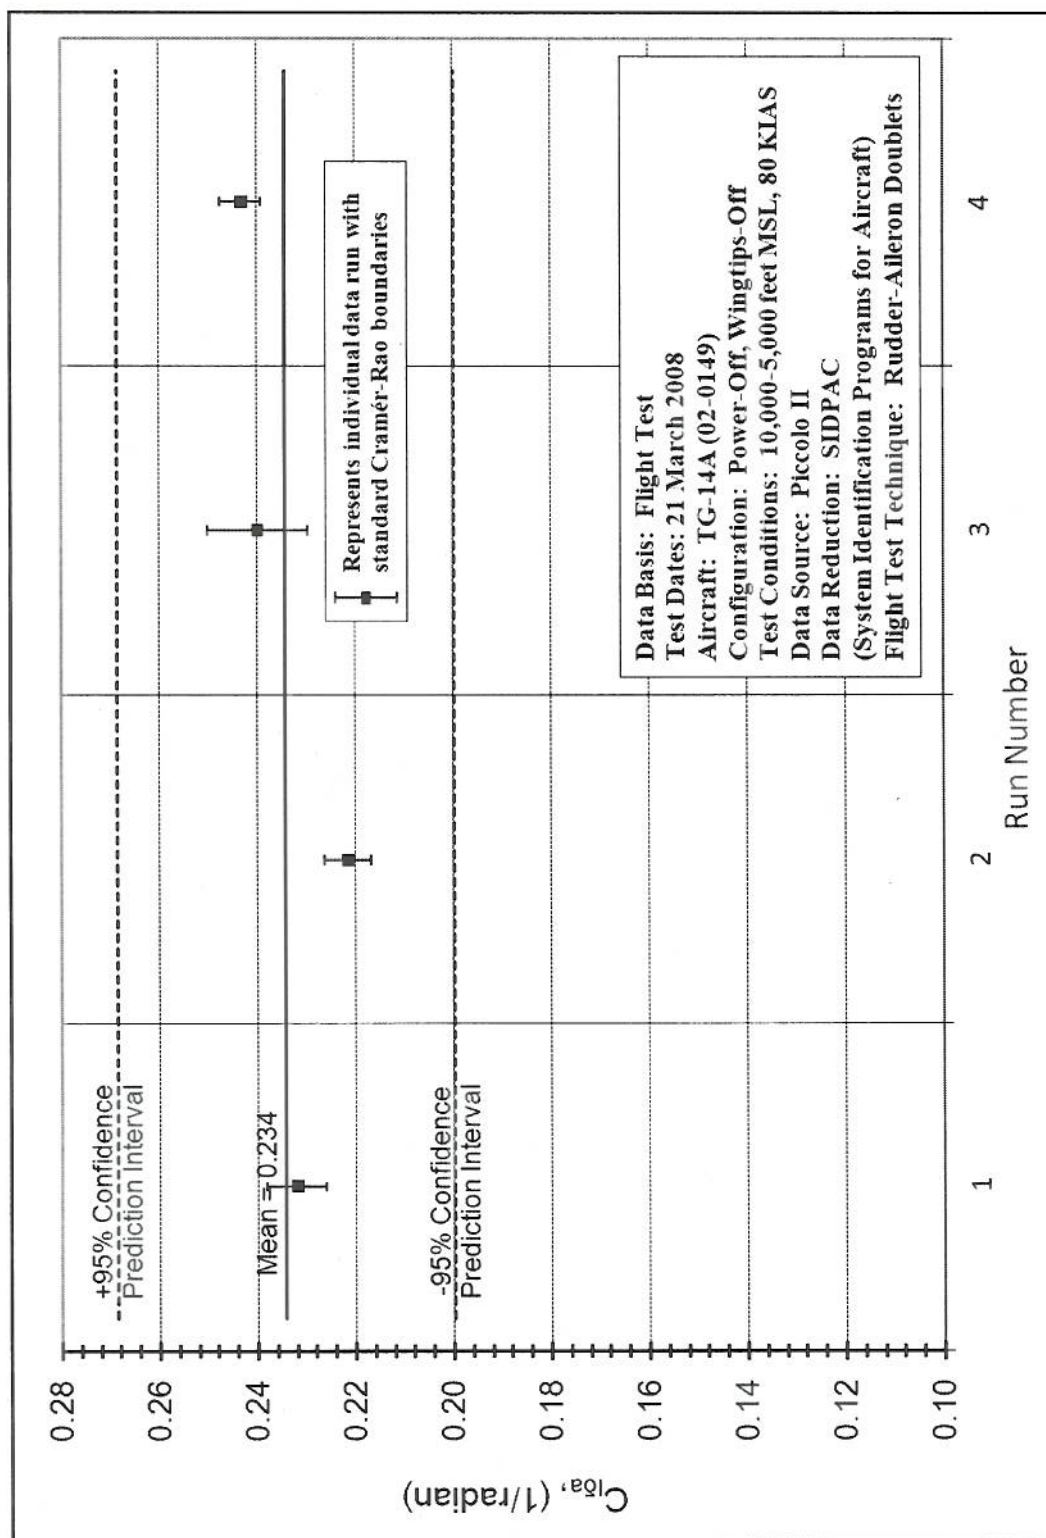 +95% Confidence
Prediction Interval
Mean = 0.234
-95% Confidence
Prediction Interval
Represents individual data run with
standard Cramér-Rao boundaries
Data Basis: Flight Test
Test Dates: 21 March 2008
Aircraft: TG-14A (02-0149)
Configuration: Power-Off, Wingtips-Off
Test Conditions: 10,000-5,000 feet MSL, 80 KIAS
Data Source: Piccolo II
Data Reduction: SIDPAC
(System Identification Programs for Aircraft)
Flight Test Technique: Rudder-Aileron Doublets
0.28
0.26
0.24
0.22
0.20
0.18
0.16
0.14
0.12
0.10
Clδa, (1/radian)
1
2
3
4
Run Number